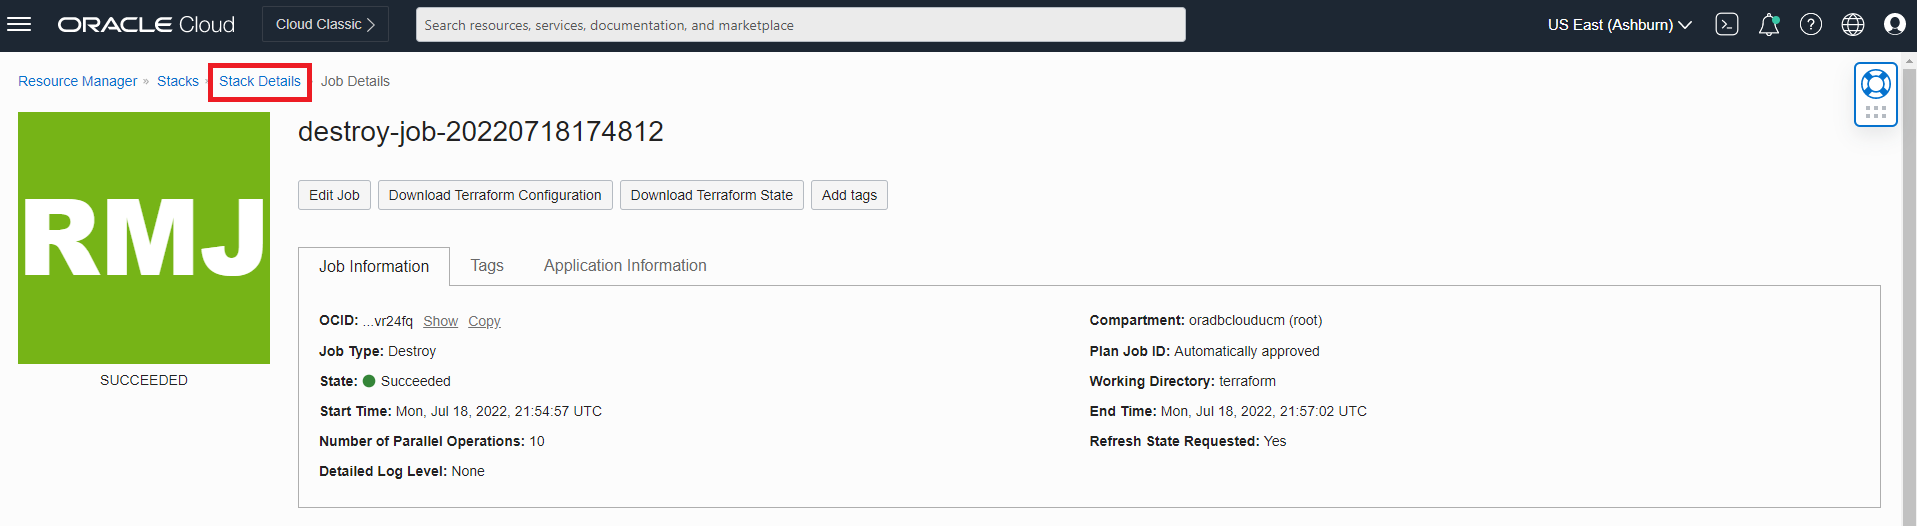 ORACLE Cloud
Cloud Classic
Search resources, services, documentation, and marketplace
US East (Ashburn)
Resource Manager » Stacks » Stack Details Job Details
RMJ
SUCCEEDED
destroy-job-20220718174812
Edit Job
Download Terraform Configuration
Download Terraform State
Add tags
Job Information
Tags
Application Information
OCID: ...vr24fq Show Copy
Job Type: Destroy
State: Succeeded
Start Time: Mon, Jul 18, 2022, 21:54:57 UTC
Number of Parallel Operations: 10
Detailed Log Level: None
Compartment: oradbclouducm (root)
Plan Job ID: Automatically approved
Working Directory: terraform
End Time: Mon, Jul 18, 2022, 21:57:02 UTC
Refresh State Requested: Yes